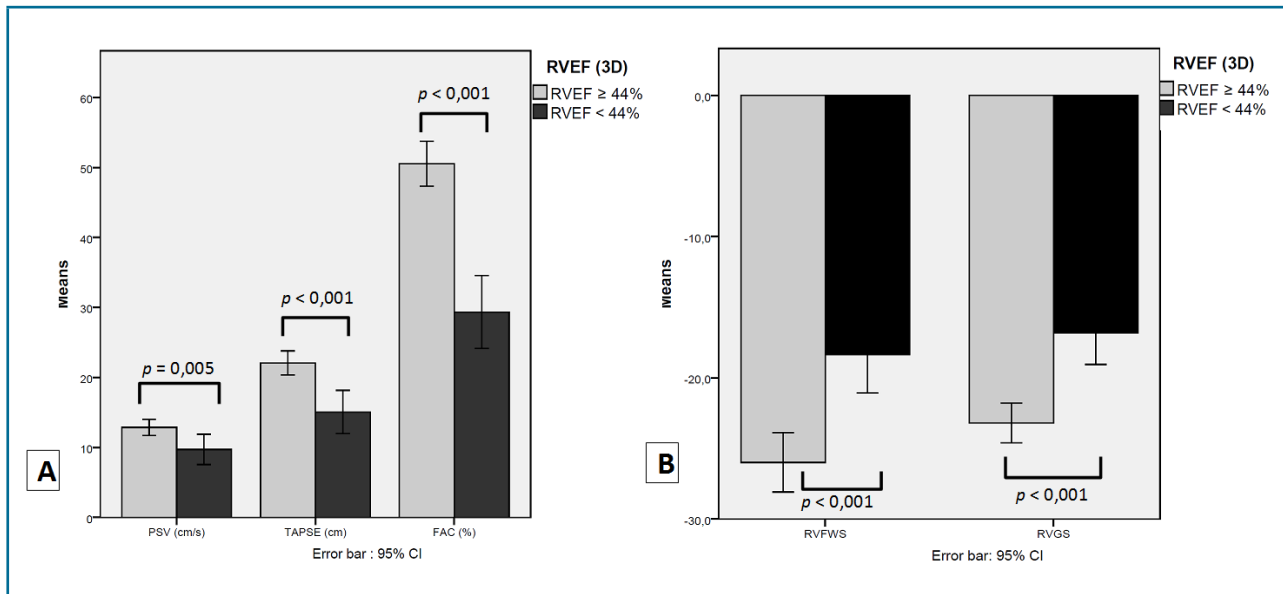 RVEF (3D)
RVEF ≥ 44%
RVEF < 44%
p < 0,001
p < 0,001
p = 0,005
60
50
40
30
20
10
0
Means
A
PSV (cm/s)
TAPSE (cm)
FAC (%)
Error bar : 95% CI
RVEF (3D)
RVEF ≥ 44%
RVEF < 44%
0,0
-10,0
-20,0
-30,0
Means
B
p < 0,001
p < 0,001
RVFWS
RVGS
Error bar: 95% CI